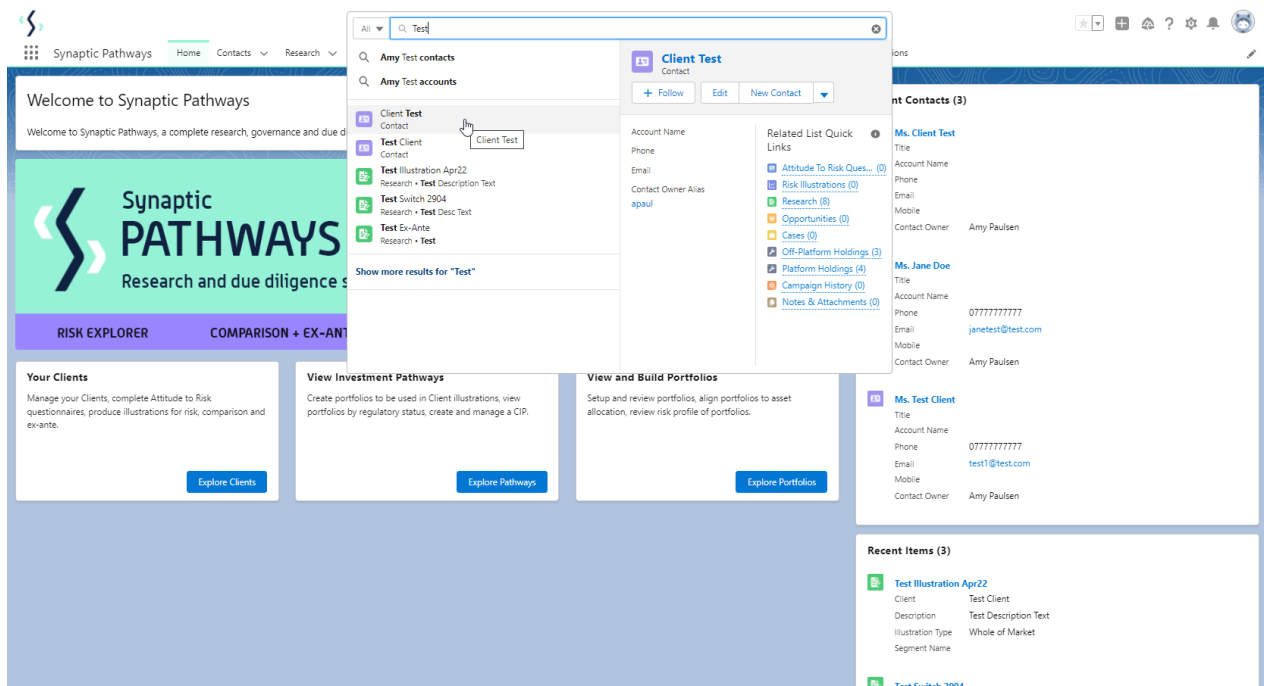 All
Test
Synaptic Pathways
Home
Contacts
Research
ions
Amy Test contacts
Amy Test accounts
Client Test
Contact
Client Test
Test Client
Contact
Test Illustration Apr22
Research • Test Description Text
Test Switch 2904
Research • Test Desc Text
Test Ex-Ante
Research • Test
Show more results for "Test"
Client Test
Contact
+ Follow
Edit
New Contact
Account Name
Phone
Email
Contact Owner Alias
apaul
Related List Quick
Links
Attitude To Risk Ques... (0)
Risk Illustrations (0)
Research (8)
Opportunities (0)
Cases (0)
Off-Platform Holdings (3)
Platform Holdings (4)
Campaign History (0)
Notes & Attachments (0)
Welcome to Synaptic Pathways
Welcome to Synaptic Pathways, a complete research, governance and due d
Synaptic
PATHWAYS
Research and due diligence s
RISK EXPLORER
COMPARISON + EX-ANT
Your Clients
Manage your Clients, complete Attitude to Risk
questionnaires, produce illustrations for risk, comparison and
ex-ante.
Explore Clients
View Investment Pathways
Create portfolios to be used in Client illustrations, view
portfolios by regulatory status, create and manage a CIP.
Explore Pathways
View and Build Portfolios
Setup and review portfolios, align portfolios to asset
allocation, review risk profile of portfolios.
Explore Portfolios
nt Contacts (3)
Ms. Client Test
Title
Account Name
Phone
Email
Mobile
Contact Owner Amy Paulsen
Ms. Jane Doe
Title
Account Name
Phone 07777777777
Email janetest@test.com
Mobile
Contact Owner Amy Paulsen
Ms. Test Client
Title
Account Name
Phone 07777777777
Email test1@test.com
Mobile
Contact Owner Amy Paulsen
Recent Items (3)
Test Illustration Apr22
Client Test Client
Description Test Description Text
Illustration Type Whole of Market
Segment Name
Test Switch 2904